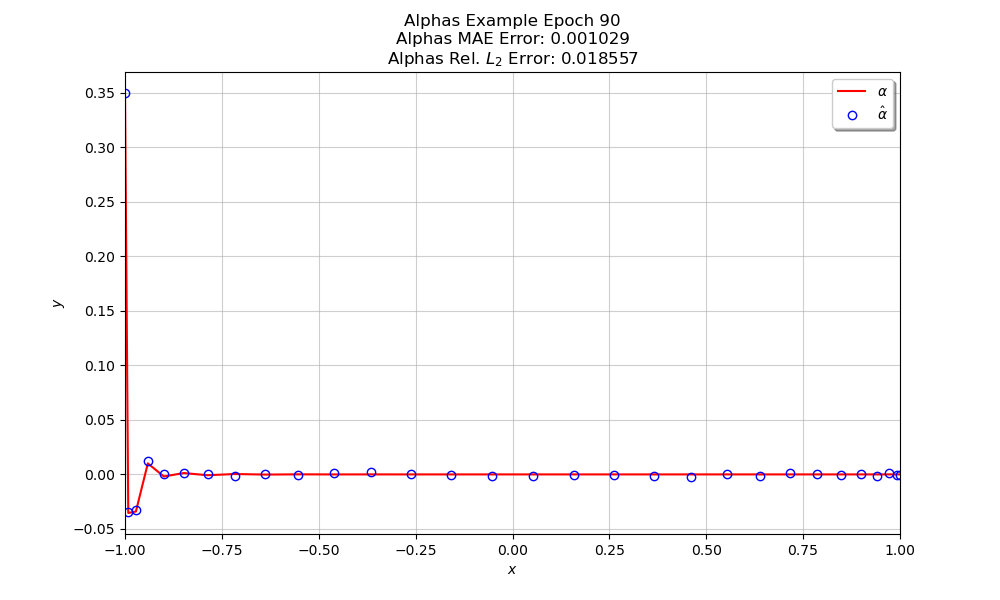 Alphas Example Epoch 90
Alphas MAE Error: 0.001029
Alphas Rel. L₂ Error: 0.018557
α
α̂
0.35
0.30
0.25
0.20
0.15
0.10
0.05
0.00
−0.05
y
−1.00 −0.75 −0.50 −0.25 0.00 0.25 0.50 0.75 1.00
x